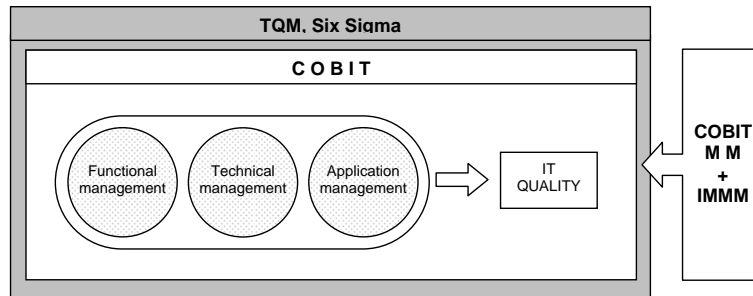 TQM, Six Sigma
C O B I T
Functional
management
Technical
management
Application
management
IT
QUALITY
COBIT
M M
+
IMMM